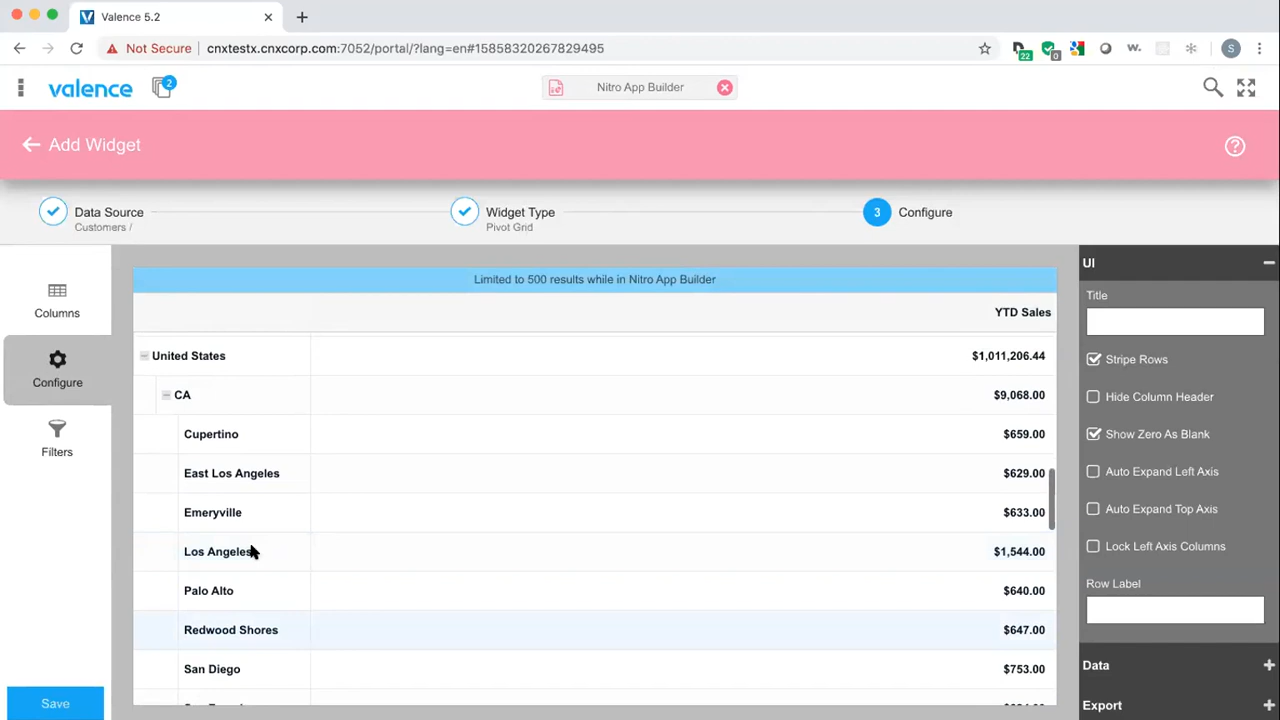 Valence 5.2
Not Secure cnxtestx.cnxcorp.com:7052/portal/?lang=en#15858320267829495
22
0
W.
S
valence
2
Nitro App Builder
Add Widget
Data Source
Customers /
Widget Type
Pivot Grid
3
Configure
Columns
Configure
Filters
Save
Limited to 500 results while in Nitro App Builder
YTD Sales
United States $1,011,206.44
CA $9,068.00
Cupertino $659.00
East Los Angeles $629.00
Emeryville $633.00
Los Angeles $1,544.00
Palo Alto $640.00
Redwood Shores $647.00
San Diego $753.00
UI
Title
Stripe Rows
Hide Column Header
Show Zero As Blank
Auto Expand Left Axis
Auto Expand Top Axis
Lock Left Axis Columns
Row Label
Data
Export